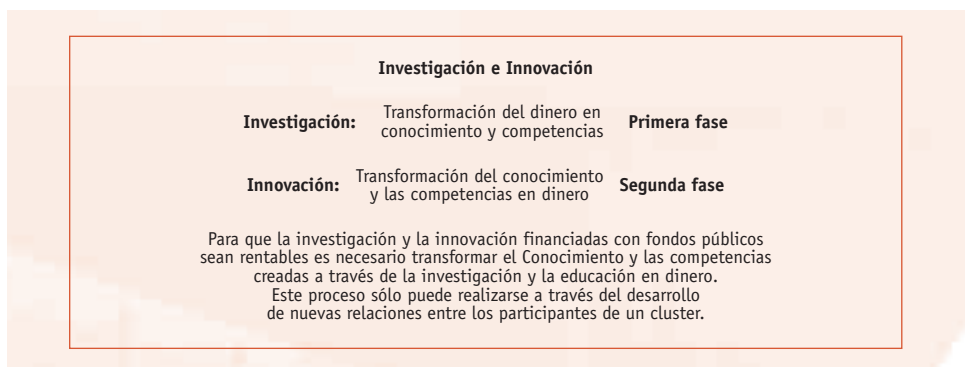 Investigación e Innovación
Investigación: Transformación del dinero en conocimiento y competencias Primera fase
Innovación: Transformación del conocimiento y las competencias en dinero Segunda fase
Para que la investigación y la innovación financiadas con fondos públicos
sean rentables es necesario transformar el Conocimiento y las competencias
creadas a través de la investigación y la educación en dinero.
Este proceso sólo puede realizarse a través del desarrollo
de nuevas relaciones entre los participantes de un cluster.